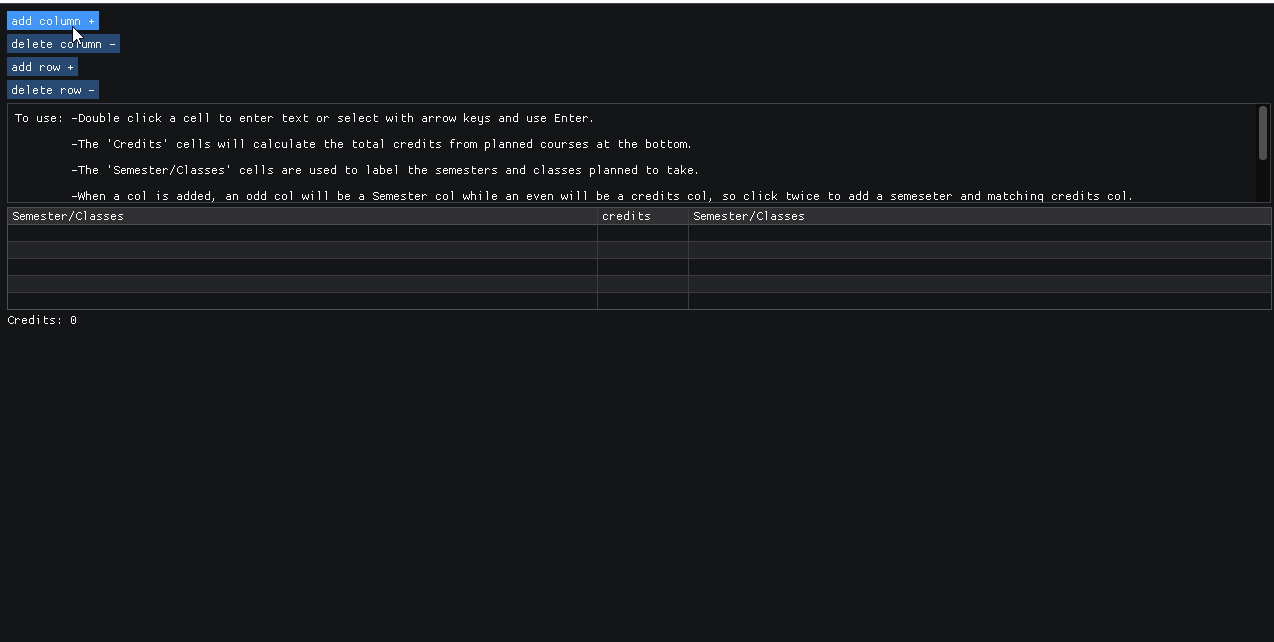 add column +
delete column -
add row +
delete row -
To use: -Double click a cell to enter text or select with arrow keys and use Enter.
-The 'Credits' cells will calculate the total credits from planned courses at the bottom.
-The 'Semester/Classes' cells are used to label the semesters and classes planned to take.
-When a col is added, an odd col will be a Semester col while an even will be a credits col, so click twice to add a semeseter and matching credits col.
Semester/Classes credits Semester/Classes
Credits: 0